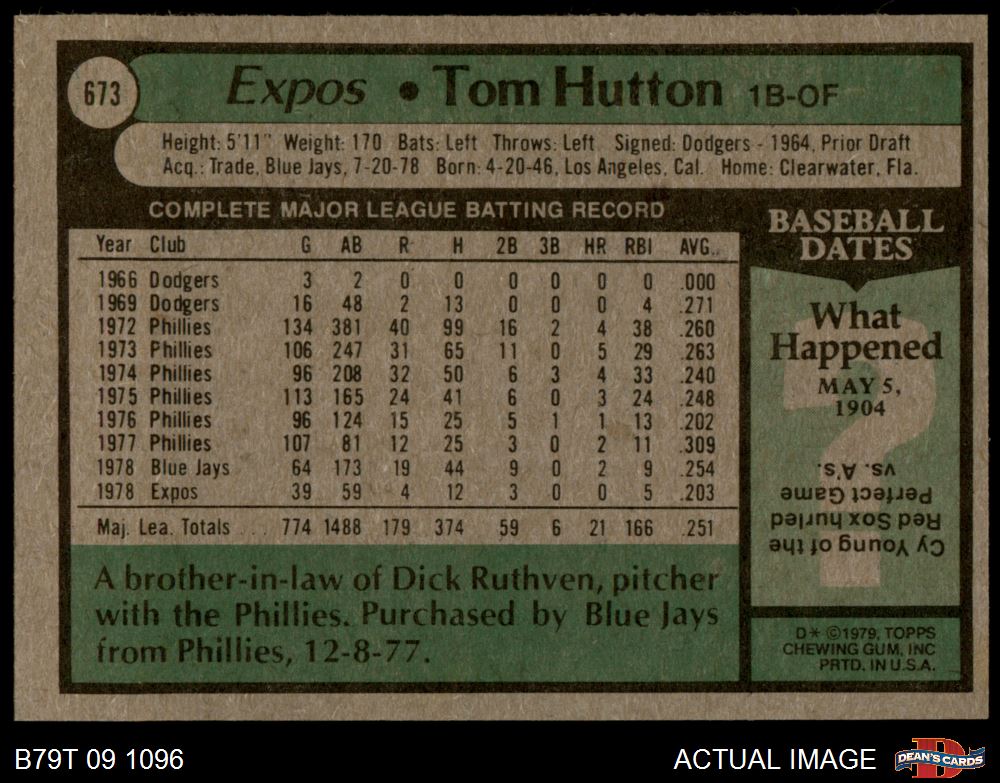 673
Expos • Tom Hutton 1B-OF
Height: 5'11" Weight: 170 Bats: Left Throws: Left Signed: Dodgers - 1964, Prior Draft
Acq.: Trade, Blue Jays, 7-20-78 Born: 4-20-46, Los Angeles, Cal. Home: Clearwater, Fla.
COMPLETE MAJOR LEAGUE BATTING RECORD
Year Club G AB R H 2B 3B HR RBI AVG.
1966 Dodgers 3 2 0 0 0 0 0 0 .000
1969 Dodgers 16 48 2 13 0 0 0 4 .271
1972 Phillies 134 381 40 99 16 2 4 38 .260
1973 Phillies 106 247 31 65 11 0 5 29 .263
1974 Phillies 96 208 32 50 6 3 4 33 .240
1975 Phillies 113 165 24 41 6 0 3 24 .248
1976 Phillies 96 124 15 25 5 1 1 13 .202
1977 Phillies 107 81 12 25 3 0 2 11 .309
1978 Blue Jays 64 173 19 44 9 0 2 9 .254
1978 Expos 39 59 4 12 3 0 0 5 .203
Maj. Lea. Totals ... 774 1488 179 374 59 6 21 166 .251
A brother-in-law of Dick Ruthven, pitcher
with the Phillies. Purchased by Blue Jays
from Phillies, 12-8-77.
BASEBALL
DATES
What
Happened
MAY 5,
1904
?
Cy Young of the
Red Sox hurled
Perfect Game
vs. A's.
D* ©1979, TOPPS
CHEWING GUM, INC
PRTD. IN U.S.A.
B79T 09 1096
ACTUAL IMAGE
D
DEAN'S CARDS